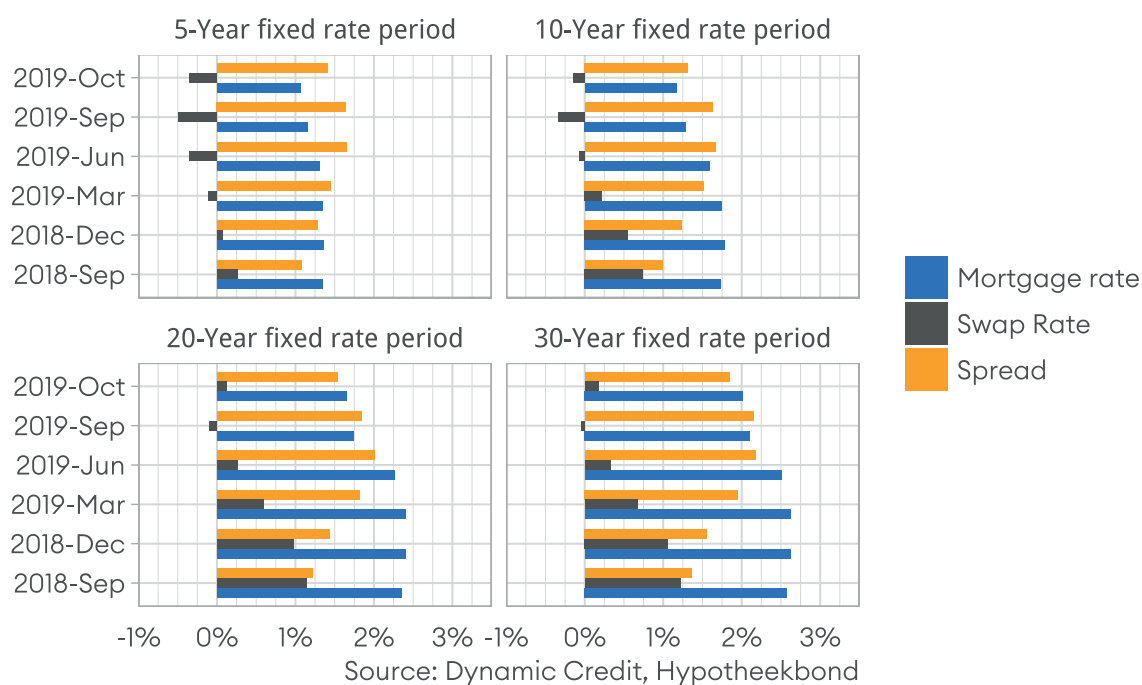 5-Year fixed rate period
10-Year fixed rate period
2019-Oct
2019-Sep
2019-Jun
2019-Mar
2018-Dec
2018-Sep
Mortgage rate
Swap Rate
Spread
20-Year fixed rate period
30-Year fixed rate period
2019-Oct
2019-Sep
2019-Jun
2019-Mar
2018-Dec
2018-Sep
-1% 0% 1% 2% 3% -1% 0% 1% 2% 3%
Source: Dynamic Credit, Hypotheekbond